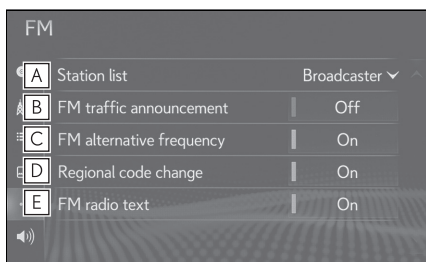 FM
A Station list Broadcaster
B FM traffic announcement Off
C FM alternative frequency On
D Regional code change On
E FM radio text On